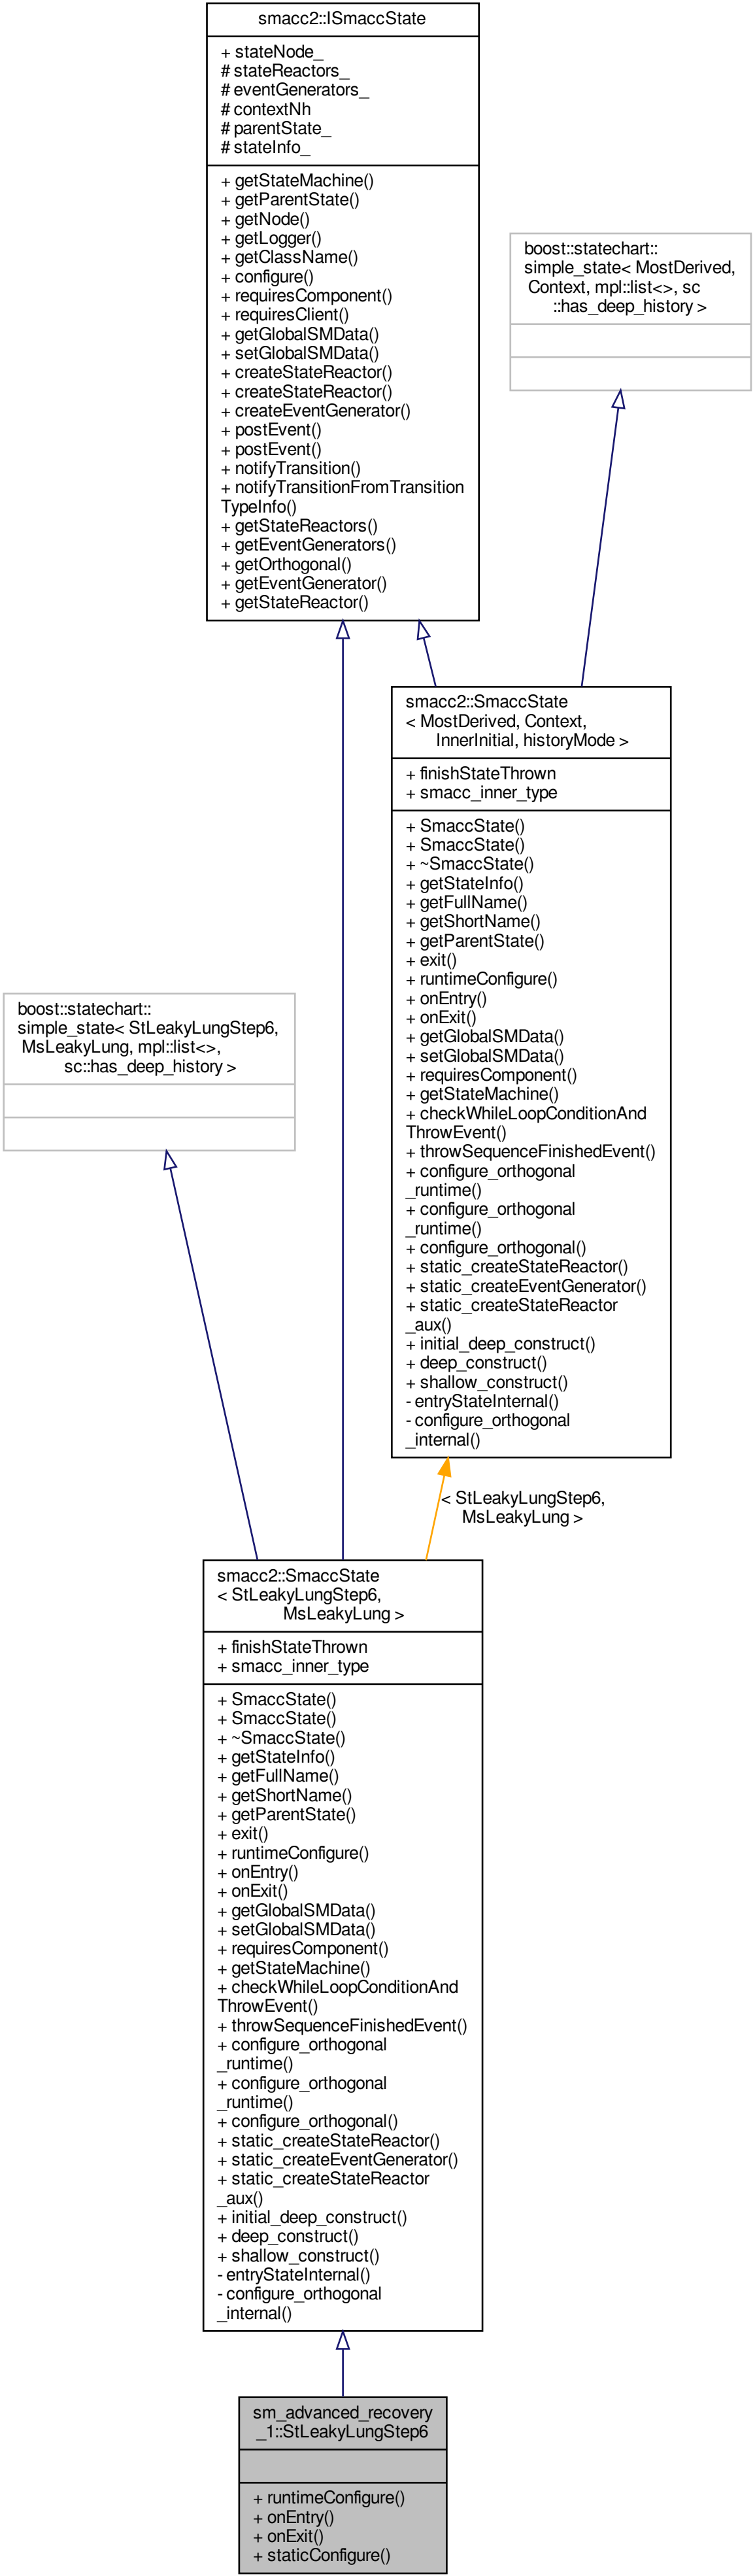 smacc2::ISmaccState
+ stateNode_
# stateReactors_
# eventGenerators_
# contextNh
# parentState_
# stateInfo_
+ getStateMachine()
+ getParentState()
+ getNode()
+ getLogger()
+ getClassName()
+ configure()
+ requiresComponent()
+ requiresClient()
+ getGlobalSMData()
+ setGlobalSMData()
+ createStateReactor()
+ createStateReactor()
+ createEventGenerator()
+ postEvent()
+ postEvent()
+ notifyTransition()
+ notifyTransitionFromTransition
TypeInfo()
+ getStateReactors()
+ getEventGenerators()
+ getOrthogonal()
+ getEventGenerator()
+ getStateReactor()
boost::statechart::
simple_state< MostDerived,
Context, mpl::list<>, sc
::has_deep_history >
smacc2::SmaccState
< MostDerived, Context,
InnerInitial, historyMode >
+ finishStateThrown
+ smacc_inner_type
+ SmaccState()
+ SmaccState()
+ ~SmaccState()
+ getStateInfo()
+ getFullName()
+ getShortName()
+ getParentState()
+ exit()
+ runtimeConfigure()
+ onEntry()
+ onExit()
+ getGlobalSMData()
+ setGlobalSMData()
+ requiresComponent()
+ getStateMachine()
+ checkWhileLoopConditionAnd
ThrowEvent()
+ throwSequenceFinishedEvent()
+ configure_orthogonal
_runtime()
+ configure_orthogonal
_runtime()
+ configure_orthogonal()
+ static_createStateReactor()
+ static_createEventGenerator()
+ static_createStateReactor
_aux()
+ initial_deep_construct()
+ deep_construct()
+ shallow_construct()
- entryStateInternal()
- configure_orthogonal
_internal()
boost::statechart::
simple_state< StLeakyLungStep6,
MsLeakyLung, mpl::list<>,
sc::has_deep_history >
< StLeakyLungStep6,
MsLeakyLung >
smacc2::SmaccState
< StLeakyLungStep6,
MsLeakyLung >
+ finishStateThrown
+ smacc_inner_type
+ SmaccState()
+ SmaccState()
+ ~SmaccState()
+ getStateInfo()
+ getFullName()
+ getShortName()
+ getParentState()
+ exit()
+ runtimeConfigure()
+ onEntry()
+ onExit()
+ getGlobalSMData()
+ setGlobalSMData()
+ requiresComponent()
+ getStateMachine()
+ checkWhileLoopConditionAnd
ThrowEvent()
+ throwSequenceFinishedEvent()
+ configure_orthogonal
_runtime()
+ configure_orthogonal
_runtime()
+ configure_orthogonal()
+ static_createStateReactor()
+ static_createEventGenerator()
+ static_createStateReactor
_aux()
+ initial_deep_construct()
+ deep_construct()
+ shallow_construct()
- entryStateInternal()
- configure_orthogonal
_internal()
sm_advanced_recovery
_1::StLeakyLungStep6
+ runtimeConfigure()
+ onEntry()
+ onExit()
+ staticConfigure()